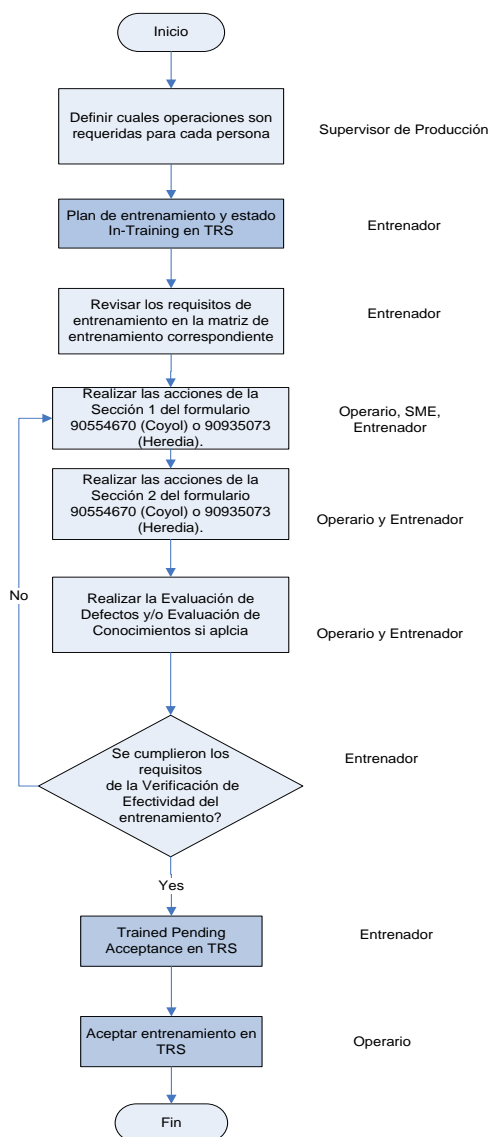 Inicio
Definir cuales operaciones son
requeridas para cada persona
Supervisor de Producción
Plan de entrenamiento y estado
In-Training en TRS
Entrenador
Revisar los requisitos de
entrenamiento en la matriz de
entrenamiento correspondiente
Entrenador
Realizar las acciones de la
Sección 1 del formulario
90554670 (Coyol) o 90935073
(Heredia).
Operario, SME,
Entrenador
Realizar las acciones de la
Sección 2 del formulario
90554670 (Coyol) o 90935073
(Heredia).
Operario y Entrenador
No
Realizar la Evaluación de
Defectos y/o Evaluación de
Conocimientos si aplcia
Operario y Entrenador
Se cumplieron los
requisitos
de la Verificación de
Efectividad del
entrenamiento?
Entrenador
Yes
Trained Pending
Acceptance en TRS
Entrenador
Aceptar entrenamiento en
TRS
Operario
Fin